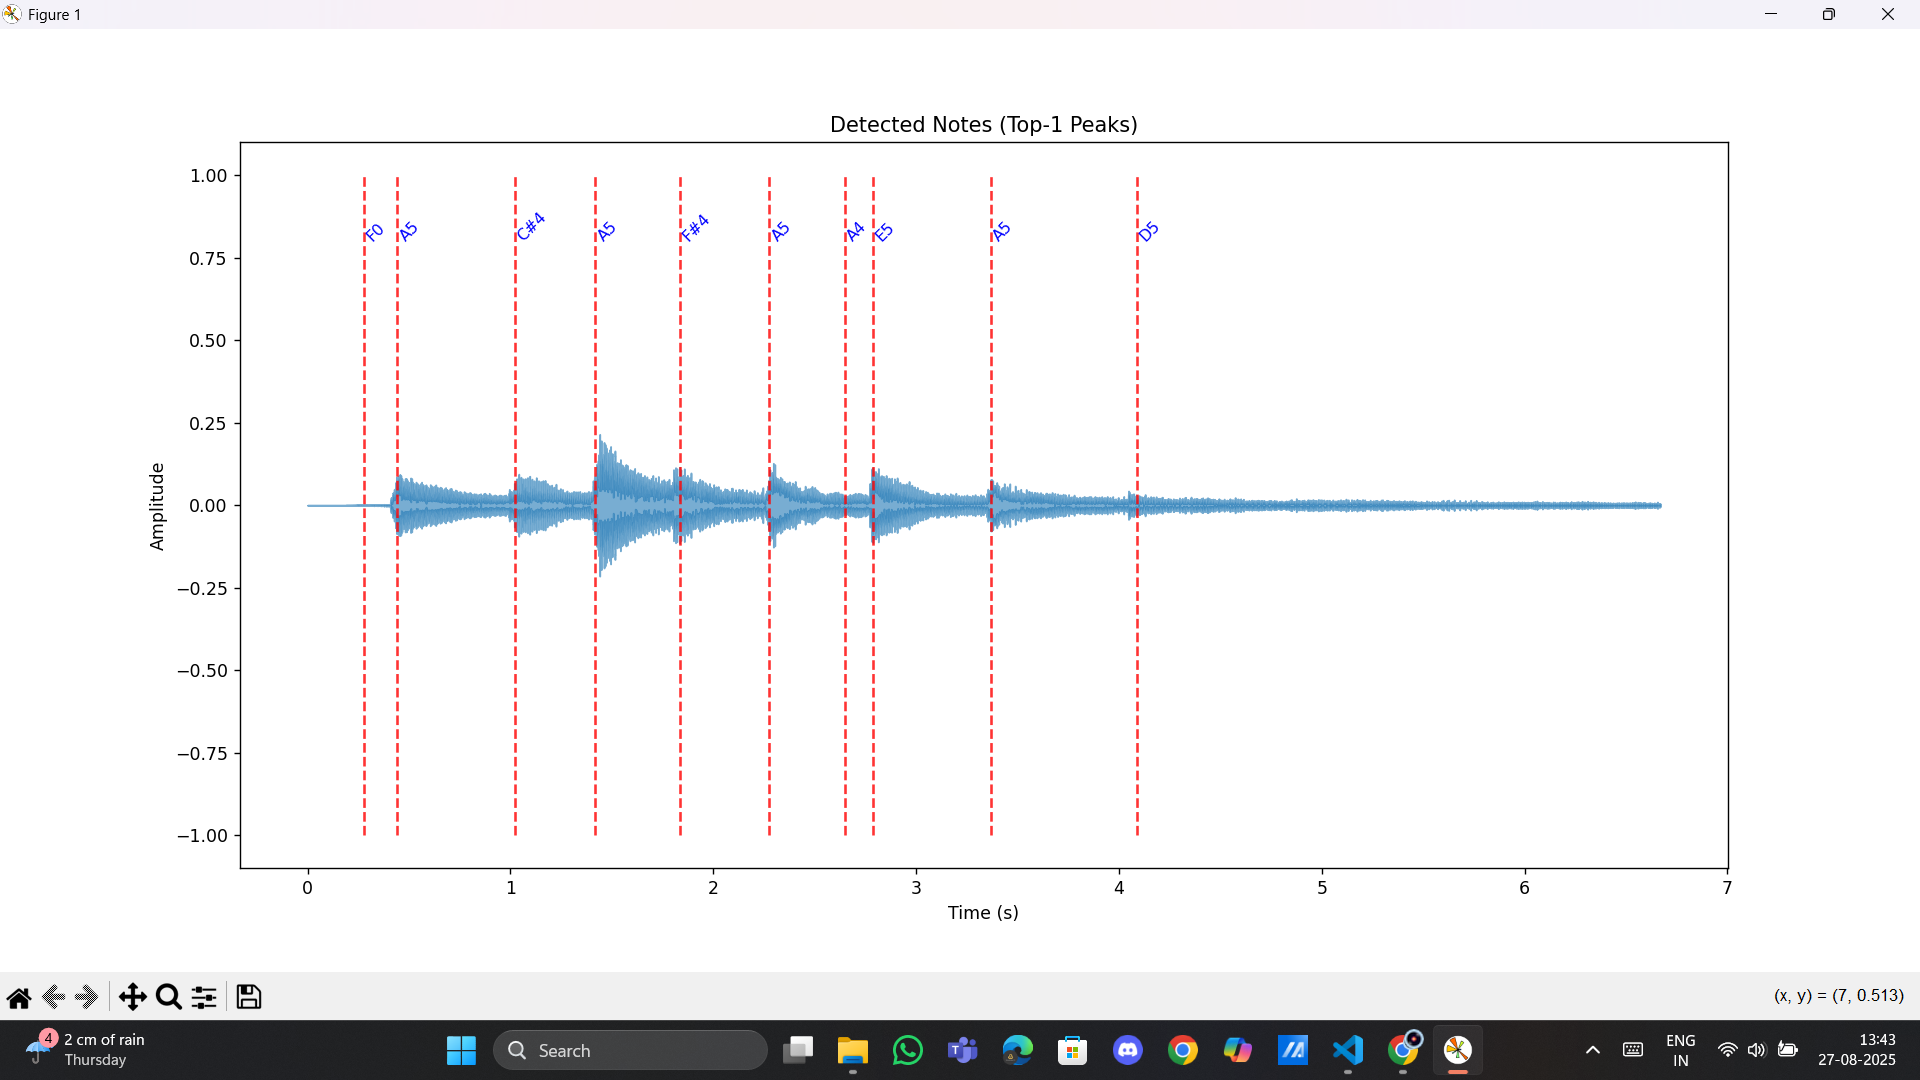 Figure 1
Detected Notes (Top-1 Peaks)
1.00
0.75
0.50
0.25
0.00
−0.25
−0.50
−0.75
−1.00
Amplitude
F0
A5
C#4
A5
F#4
A5
A4
E5
A5
D5
0
1
2
3
4
5
6
7
Time (s)
(x, y) = (7, 0.513)
4
2 cm of rain
Thursday
Search
ENG
IN
13:43
27-08-2025